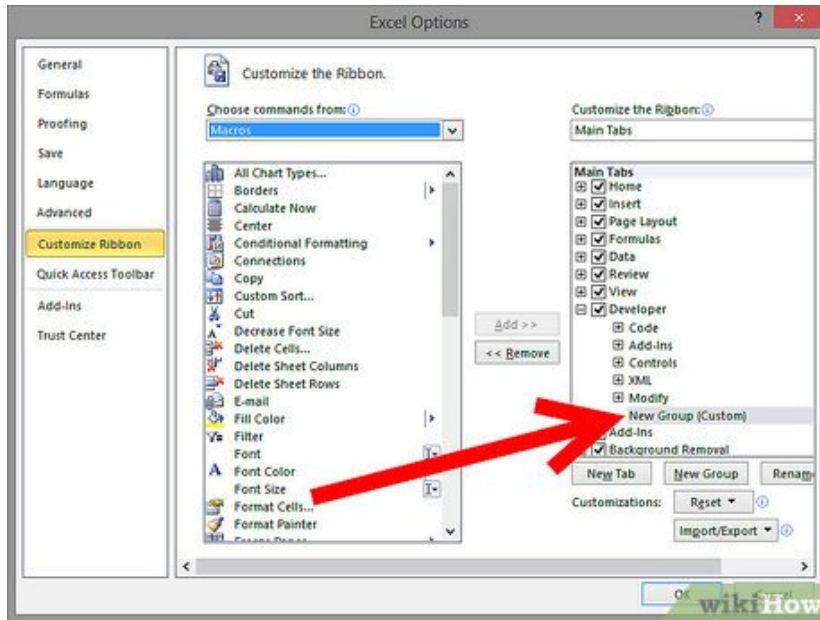 Excel Options
?
×
General
Formulas
Proofing
Save
Language
Advanced
Customize Ribbon
Quick Access Toolbar
Add-Ins
Trust Center
Customize the Ribbon.
Choose commands from:
Macros
All Chart Types...
Borders
Calculate Now
Center
Conditional Formatting
Connections
Copy
Custom Sort...
Cut
Decrease Font Size
Delete Cells...
Delete Sheet Columns
Delete Sheet Rows
E-mail
Fill Color
Filter
Font
Font Color
Font Size
Format Cells...
Format Painter
Add >>
<< Remove
Customize the Ribbon:
Main Tabs
Main Tabs
Home
Insert
Page Layout
Formulas
Data
Review
View
Developer
Code
Add-Ins
Controls
XML
Modify
New Group (Custom)
Add-Ins
Background Removal
New Tab
New Group
Rename
Customizations:
Reset
Import/Export
OK
wikiHow